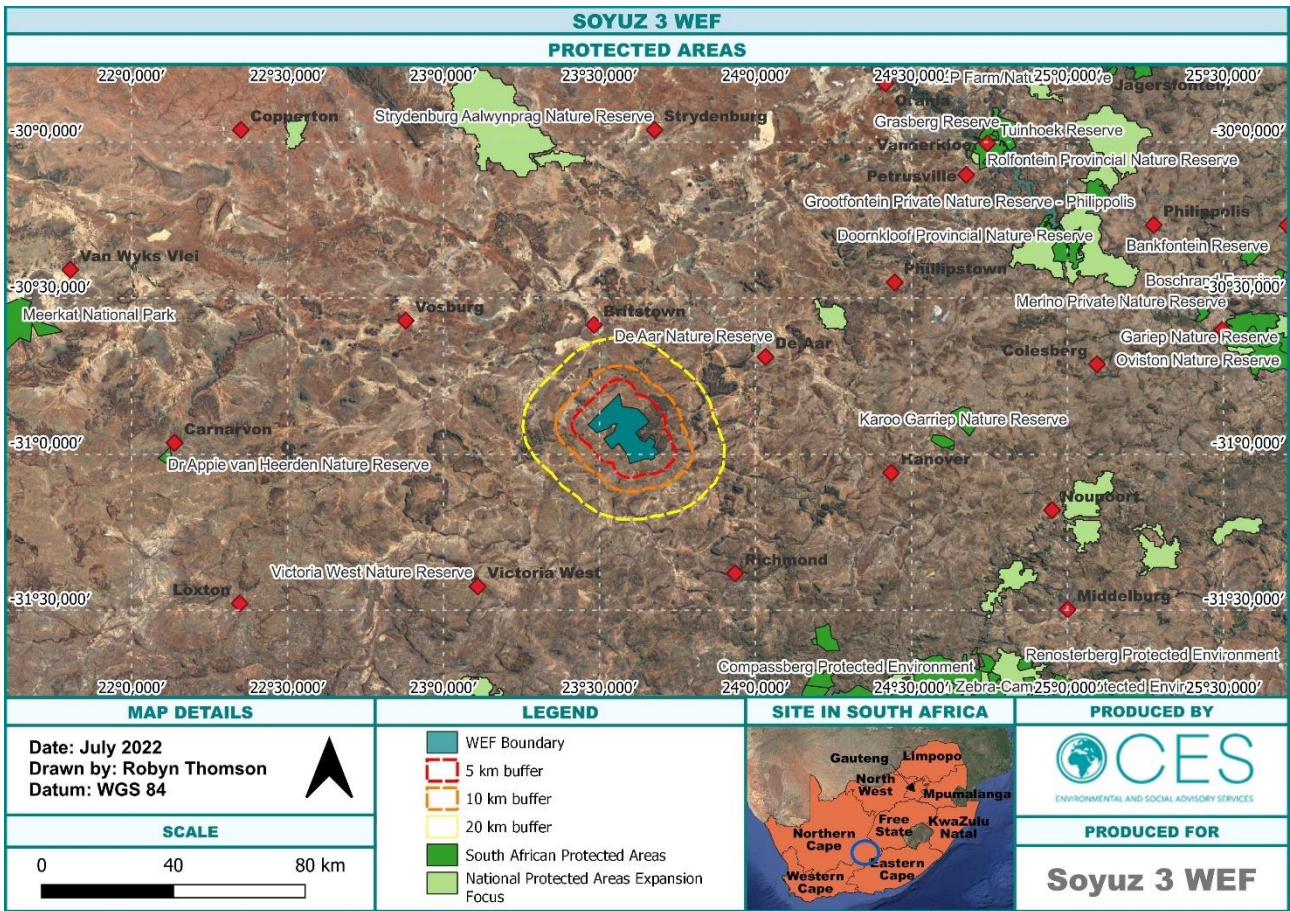 SOYUZ 3 WEF
PROTECTED AREAS
22°0,000′
22°30,000′
23°0,000′
23°30,000′
24°0,000′
24°30,000′
25°0,000′
25°30,000′
Jagersfontein
Orania
-30°0,000′
Copperton
Strydenburg Aalwynprag Nature Reserve
Strydenburg
Grasberg Reserve
Tuinhoek Reserve
-30°0,000′
Vanderkloof
Rolfontein Provincial Nature Reserve
Petrusville
Grootfontein Private Nature Reserve - Philippolis
Philippolis
Doornkloof Provincial Nature Reserve
Bankfontein Reserve
Van Wyks Vlei
Phillipstown
-30°30,000′
-30°30,000′
Merino Private Nature Reserve
Meerkat National Park
Vosburg
Britstown
De Aar Nature Reserve
De Aar
Gariep Nature Reserve
Colesberg
Oviston Nature Reserve
Karoo Garriep Nature Reserve
-31°0,000′
Carnarvon
-31°0,000′
Dr Appie van Heerden Nature Reserve
Hanover
Noupoort
Victoria West Nature Reserve
Victoria West
Richmond
Loxton
-31°30,000′
-31°30,000′
Middelburg
Compassberg Protected Environment
Renosterberg Protected Environment
22°0,000′
22°30,000′
23°0,000′
23°30,000′
24°0,000′
24°30,000′
25°0,000′
25°30,000′
MAP DETAILS
Date: July 2022
Drawn by: Robyn Thomson
Datum: WGS 84
SCALE
0 40 80 km
LEGEND
WEF Boundary
5 km buffer
10 km buffer
20 km buffer
South African Protected Areas
National Protected Areas Expansion
Focus
SITE IN SOUTH AFRICA
Gauteng
Limpopo
North
West
Mpumalanga
Free
State
KwaZulu
Natal
Northern
Cape
Eastern
Cape
Western
Cape
PRODUCED BY
CES
ENVIRONMENTAL AND SOCIAL ADVISORY SERVICES
PRODUCED FOR
Soyuz 3 WEF